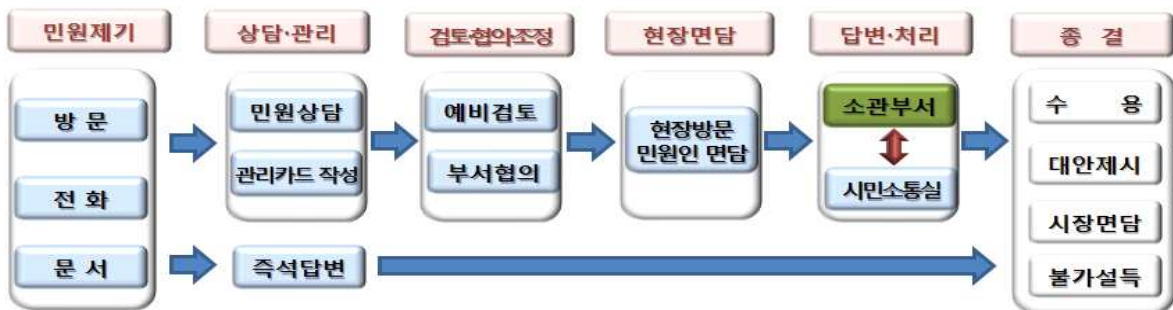 민원제기
상담·관리
검토·협의조정
현장면담
답변·처리
종 결
방 문
전 화
문 서
민원상담
관리카드 작성
즉석답변
예비검토
부서협의
현장방문
민원인 면담
소관부서
시민소통실
수 용
대안제시
시장면담
불가설득